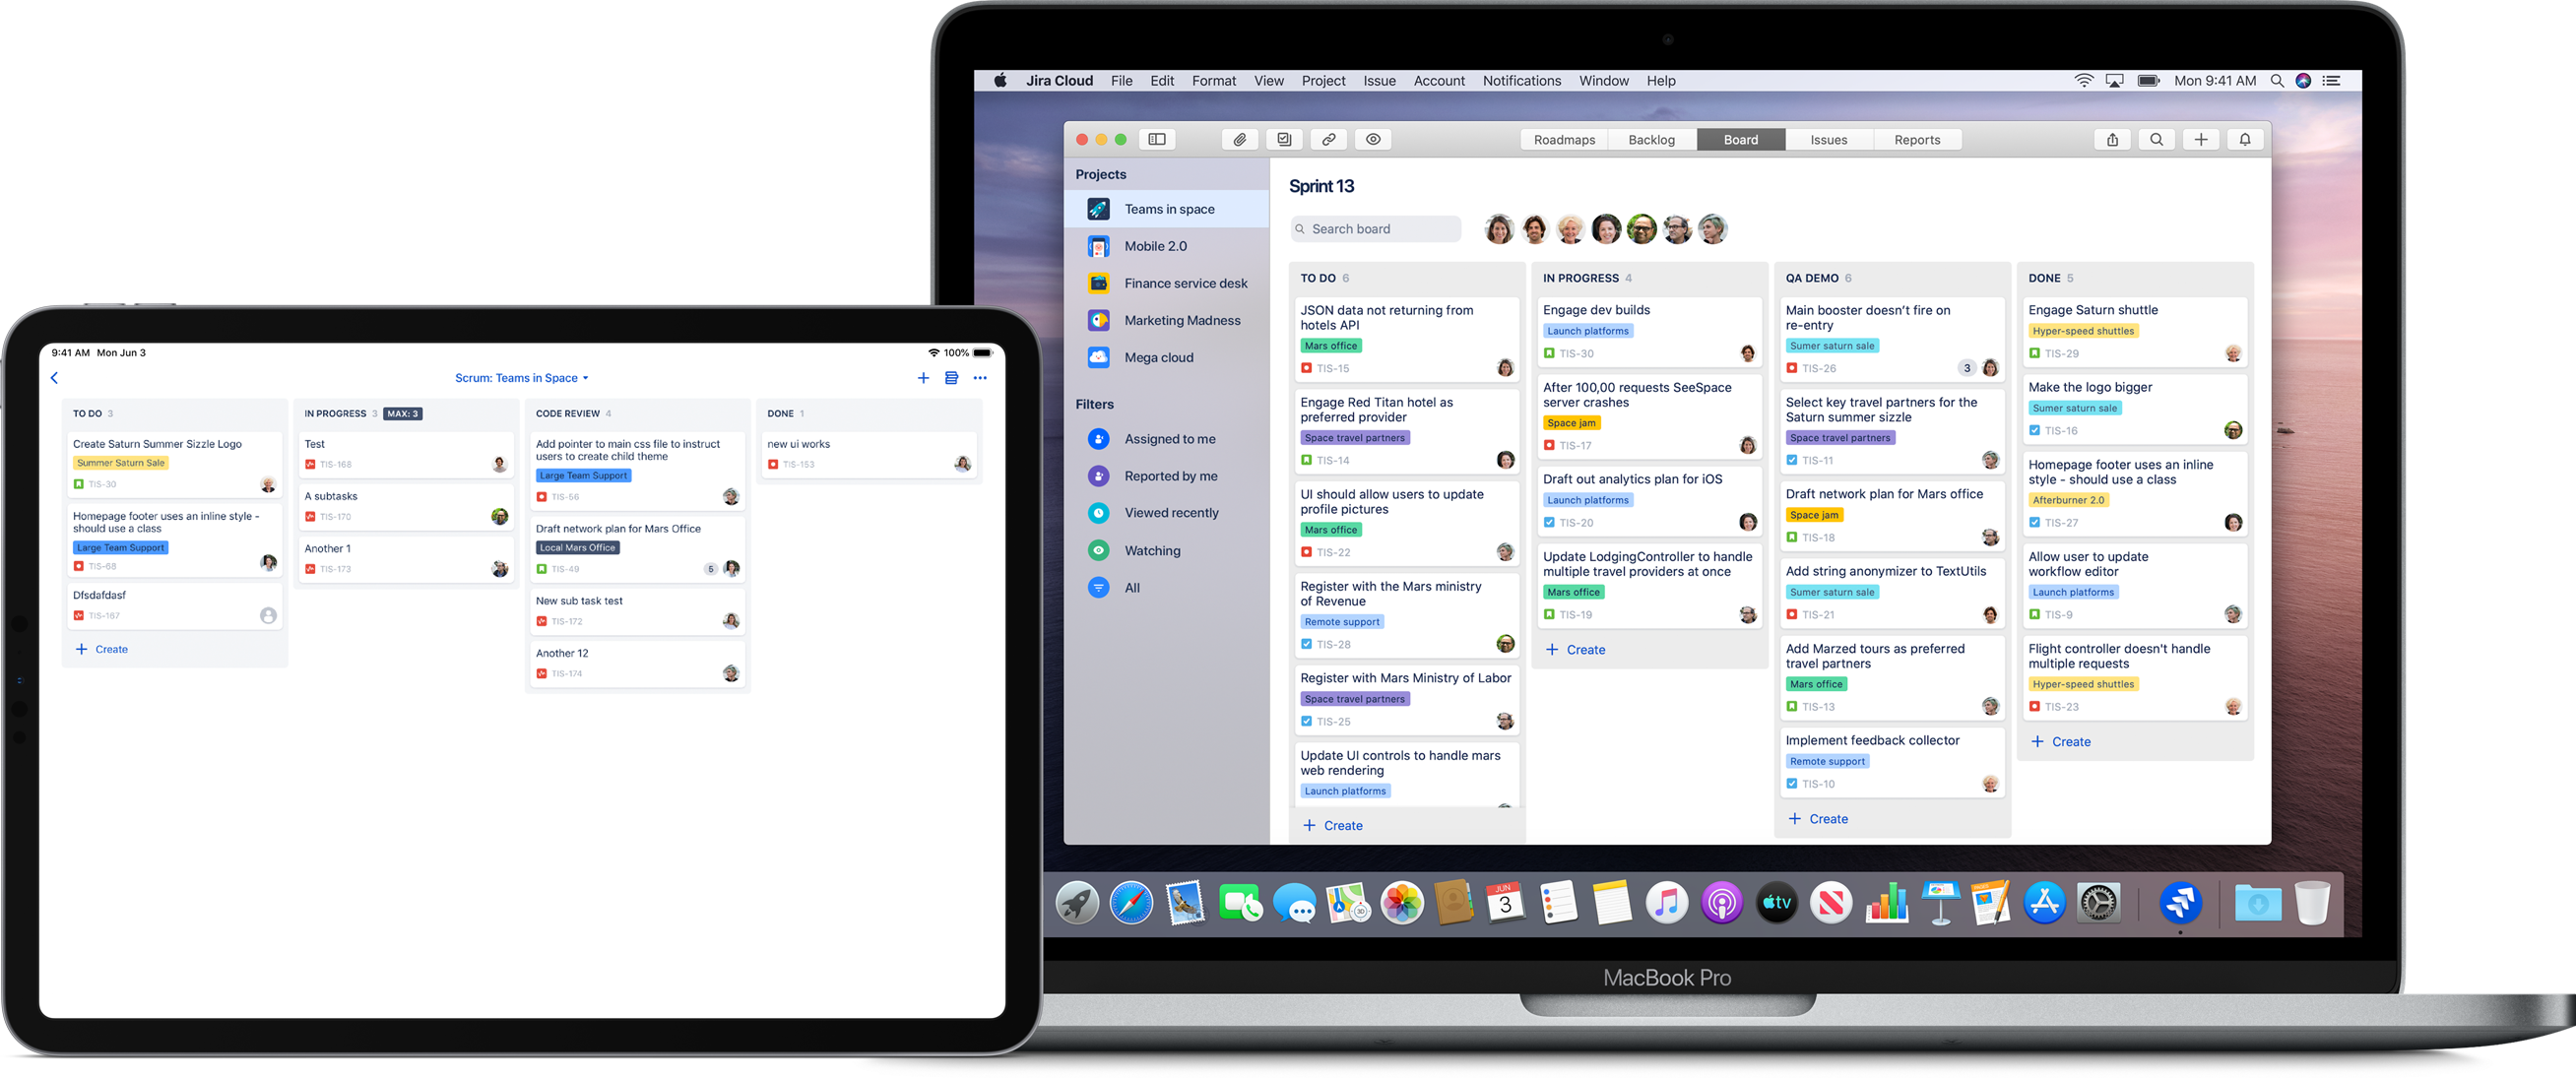 9:41 AM Mon Jun 3
100%
Scrum: Teams in Space
TO DO 3
Create Saturn Summer Sizzle Logo
Summer Saturn Sale
TIS-30
Homepage footer uses an inline style -
should use a class
Large Team Support
TIS-68
Dfsdafdasf
TIS-167
+ Create
IN PROGRESS 3 MAX: 3
Test
TIS-168
A subtasks
TIS-170
Another 1
TIS-173
CODE REVIEW 4
Add pointer to main css file to instruct
users to create child theme
Large Team Support
TIS-56
Draft network plan for Mars Office
Local Mars Office
TIS-49
5
New sub task test
TIS-172
Another 12
TIS-174
DONE 1
new ui works
TIS-153
Jira Cloud File Edit Format View Project Issue Account Notifications Window Help
Mon 9:41 AM
Roadmaps Backlog Board Issues Reports
Projects
Teams in space
Mobile 2.0
Finance service desk
Marketing Madness
Mega cloud
Filters
Assigned to me
Reported by me
Viewed recently
Watching
All
Sprint 13
Search board
TO DO 6
JSON data not returning from
hotels API
Mars office
TIS-15
Engage Red Titan hotel as
preferred provider
Space travel partners
TIS-14
UI should allow users to update
profile pictures
Mars office
TIS-22
Register with the Mars ministry
of Revenue
Remote support
TIS-28
Register with Mars Ministry of Labor
Space travel partners
TIS-25
Update UI controls to handle mars
web rendering
Launch platforms
+ Create
IN PROGRESS 4
Engage dev builds
Launch platforms
TIS-30
After 100,00 requests SeeSpace
server crashes
Space jam
TIS-17
Draft out analytics plan for iOS
Launch platforms
TIS-20
Update LodgingController to handle
multiple travel providers at once
Mars office
TIS-19
+ Create
QA DEMO 6
Main booster doesn't fire on
re-entry
Sumer saturn sale
TIS-26
3
Select key travel partners for the
Saturn summer sizzle
Space travel partners
TIS-11
Draft network plan for Mars office
Space jam
TIS-18
Add string anonymizer to TextUtils
Sumer saturn sale
TIS-21
Add Marzed tours as preferred
travel partners
Mars office
TIS-13
Implement feedback collector
Remote support
TIS-10
+ Create
DONE 5
Engage Saturn shuttle
Hyper-speed shuttles
TIS-29
Make the logo bigger
Sumer saturn sale
TIS-16
Homepage footer uses an inline
style - should use a class
Afterburner 2.0
TIS-27
Allow user to update
workflow editor
Launch platforms
TIS-9
Flight controller doesn't handle
multiple requests
Hyper-speed shuttles
TIS-23
+ Create
JUN
3
3D
tv
PAGES
MacBook Pro